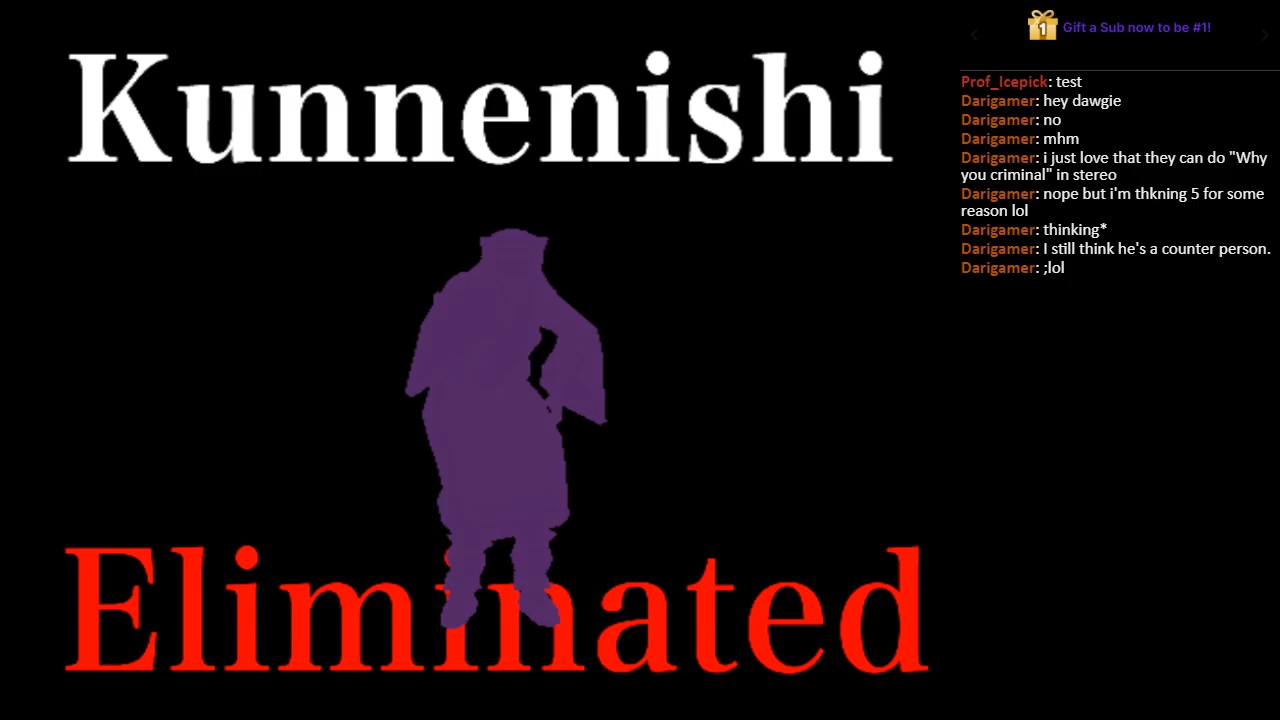 Kunnenishi
Eliminated
1 Gift a Sub now to be #1!
Prof_Icepick: test
Darigamer: hey dawgie
Darigamer: no
Darigamer: mhm
Darigamer: i just love that they can do "Why
you criminal" in stereo
Darigamer: nope but i'm thkning 5 for some
reason lol
Darigamer: thinking*
Darigamer: I still think he's a counter person.
Darigamer: ;lol